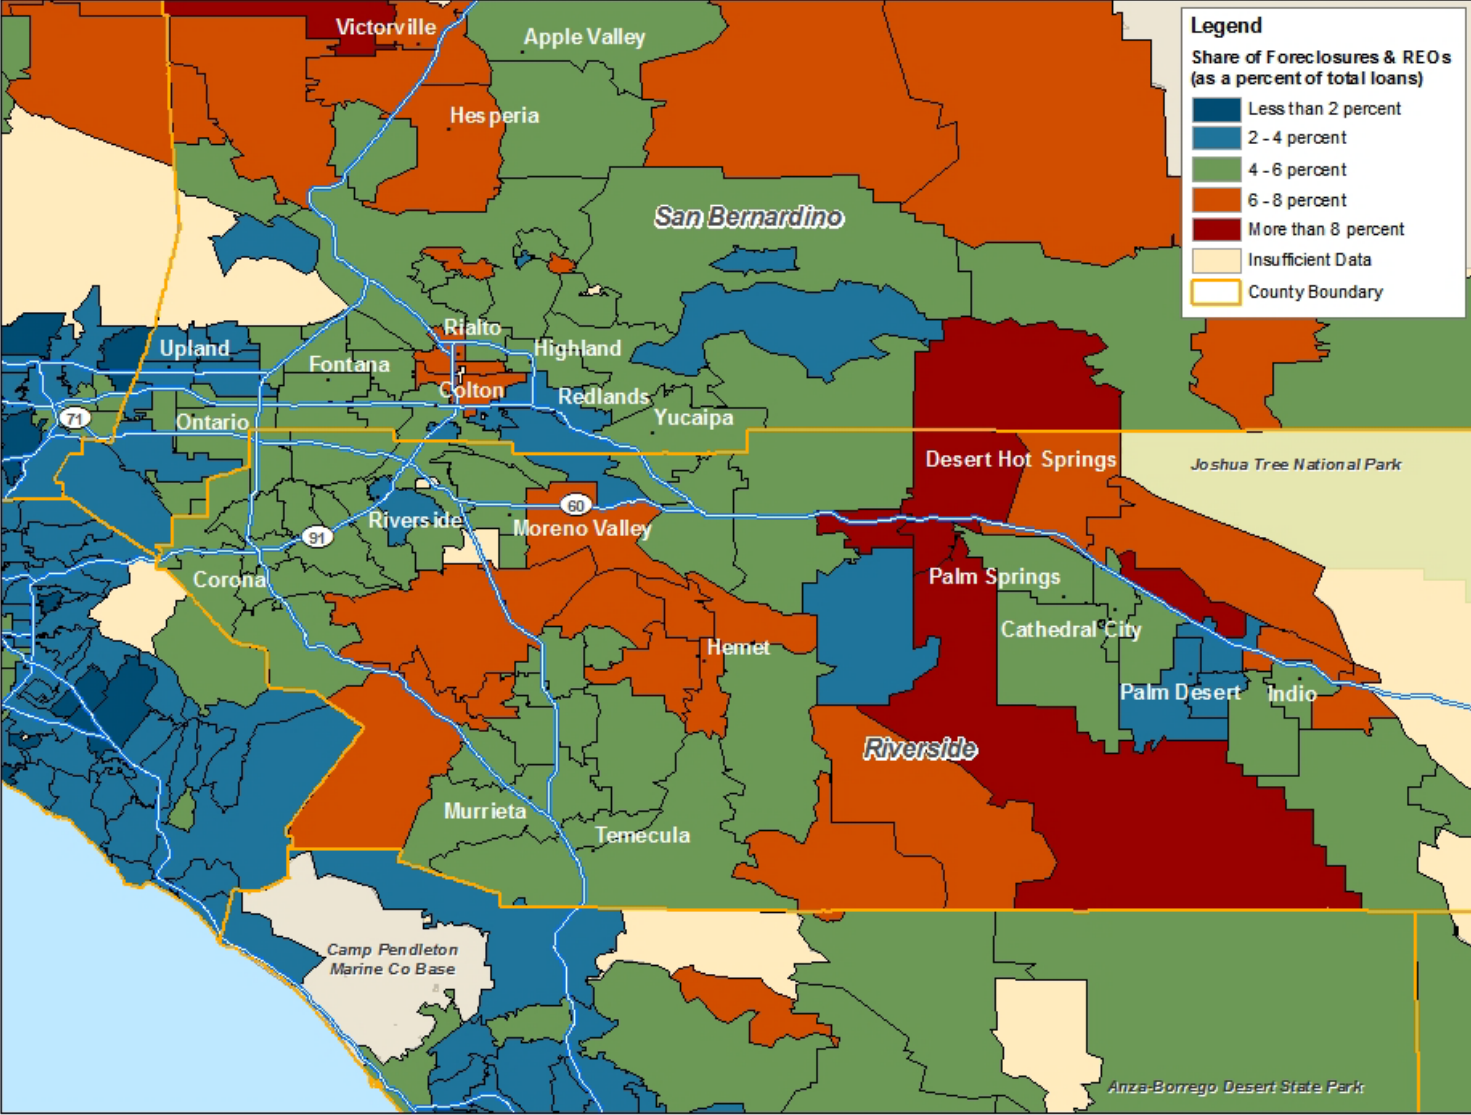 Victorville
Apple Valley
Hesperia
San Bernardino
Legend
Share of Foreclosures & REOs
(as a percent of total loans)
Less than 2 percent
2 - 4 percent
4 - 6 percent
6 - 8 percent
More than 8 percent
Insufficient Data
County Boundary
Rialto
Upland
Highland
Fontana
Colton
Redlands
71
Ontario
Yucaipa
Desert Hot Springs
Joshua Tree National Park
60
Riverside
Moreno Valley
91
Corona
Palm Springs
Cathedral City
Hemet
Palm Desert
Indio
Riverside
Murrieta
Temecula
Camp Pendleton
Marine Co Base
Anza-Borrego Desert State Park